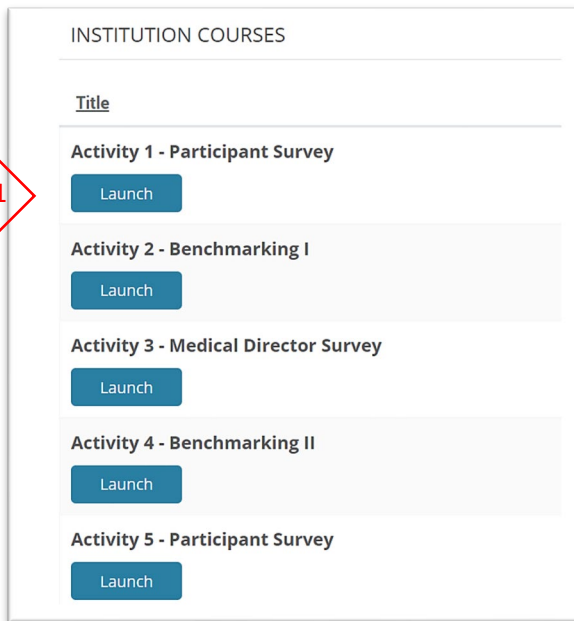 INSTITUTION COURSES
Title
Activity 1 - Participant Survey
1
Launch
Activity 2 - Benchmarking I
Launch
Activity 3 - Medical Director Survey
Launch
Activity 4 - Benchmarking II
Launch
Activity 5 - Participant Survey
Launch